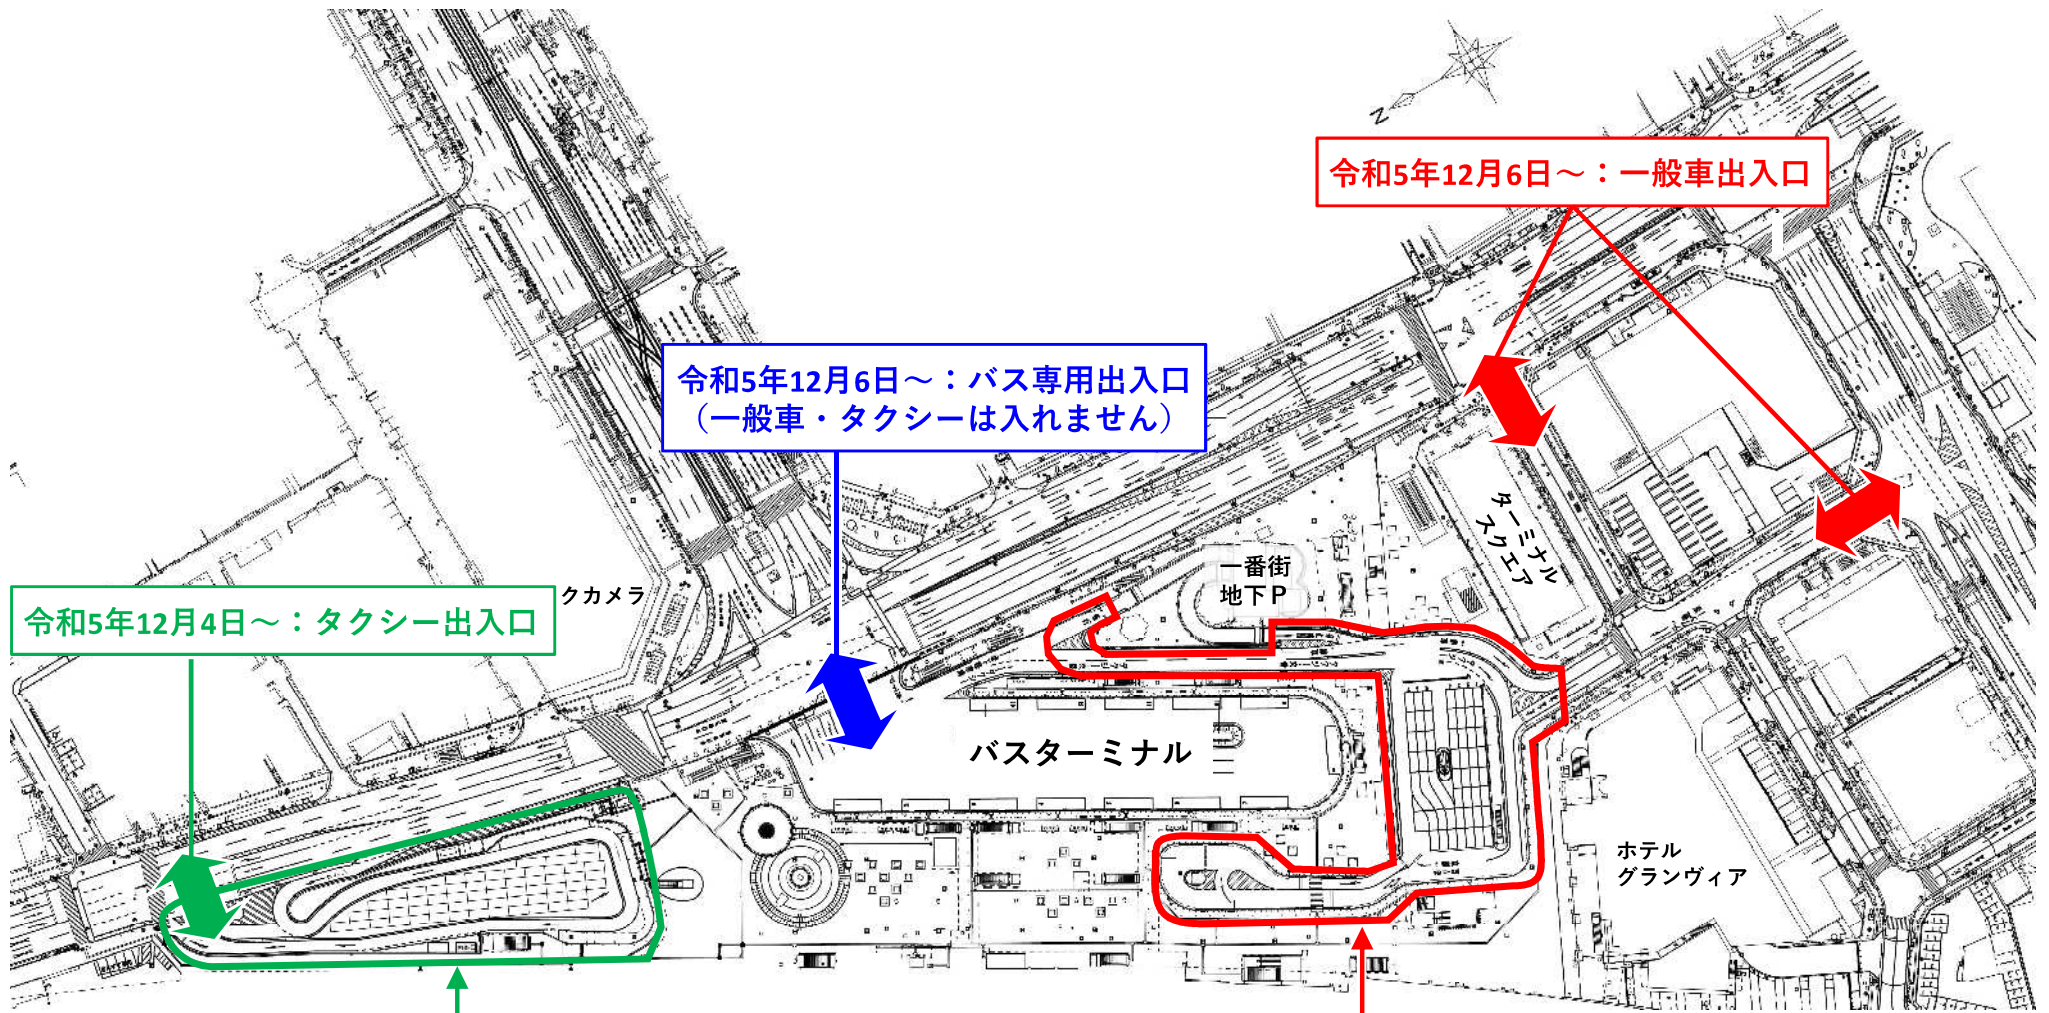 N
令和5年12月6日～：一般車出入口
令和5年12月6日～：バス専用出入口
（一般車・タクシーは入れません）
ターミナル
スクエア
一番街
地下P
クカメラ
令和5年12月4日～：タクシー出入口
バスターミナル
ホテル
グランヴィア